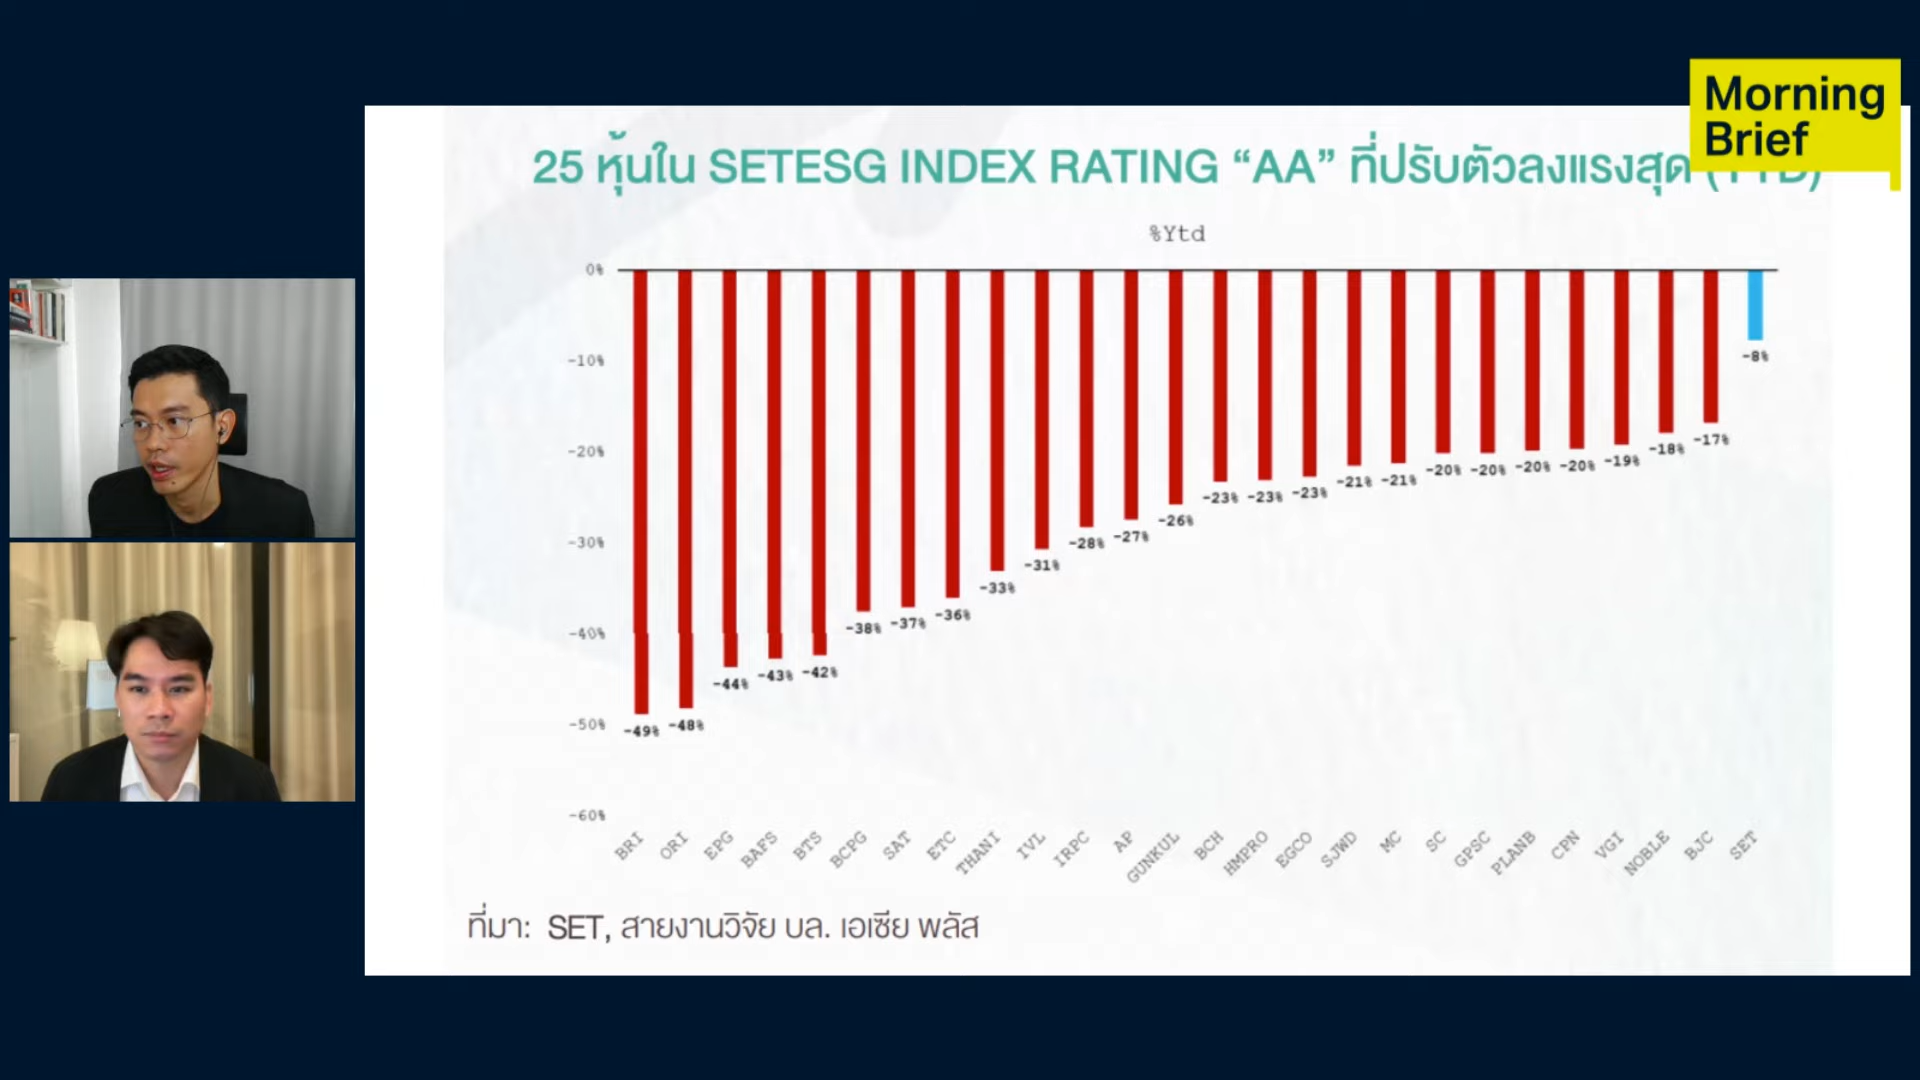 Morning
Brief
25 หุ้นใน SETESG INDEX RATING “AA” ที่ปรับตัวลงแรงสุด
%Ytd
0%
-10%
-20%
-30%
-40%
-50%
-60%
-49% -48% -44% -43% -42% -38% -37% -36% -33% -31% -28% -27% -26% -23% -23% -23% -21% -21% -20% -20% -20% -20% -19% -18% -17% -8%
BRI ORI EPG BAFS BTS BCPG SAT ETC THANI IVL IRPC AP GUNKUL BCH HMPRO EGCO SJWD MC SC GPSC PLANB CPN VGI NOBLE BJC SET
ที่มา: SET, สายงานวิจัย บล. เอเซีย พลัส